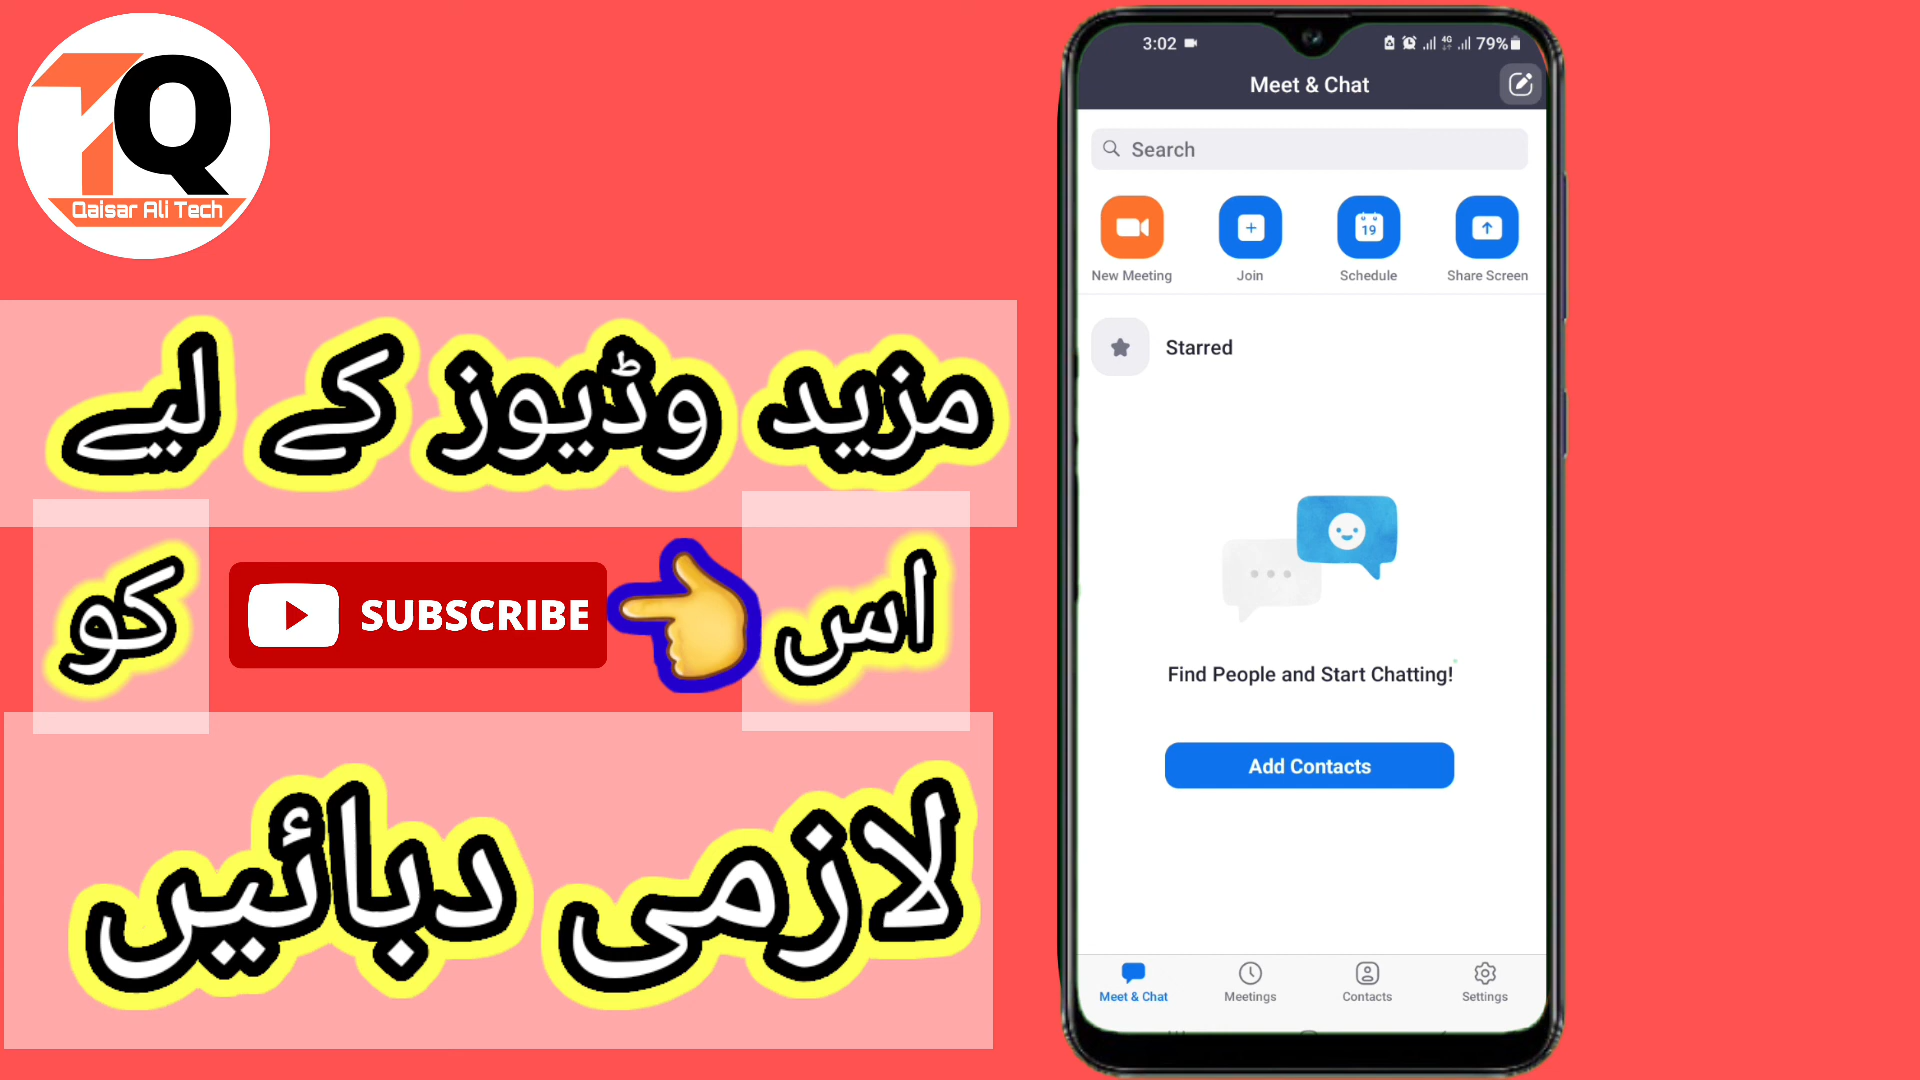 Qaisar Ali Tech
مزید وڈیوز کے لیے
اس SUBSCRIBE کو
لازمی دبائیں
3:02 4G 79%
Meet & Chat
Search
New Meeting Join 19 Schedule Share Screen
Starred
Find People and Start Chatting!
Add Contacts
Meet & Chat Meetings Contacts Settings